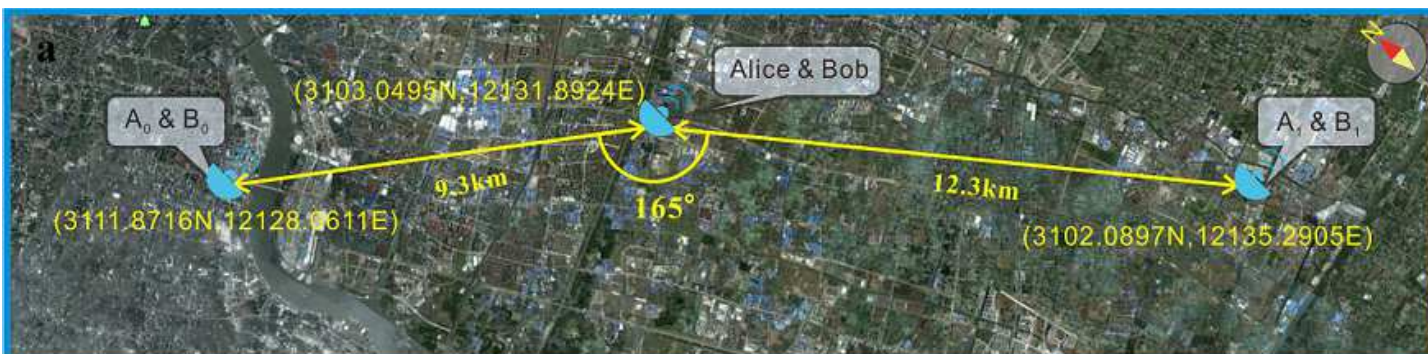 a
N
Alice & Bob
(3103.0495N,12131.8924E)
A₀ & B₀
A₁ & B₁
9.3km
165°
12.3km
(3111.8716N,12128.0611E)
(3102.0897N,12135.2905E)